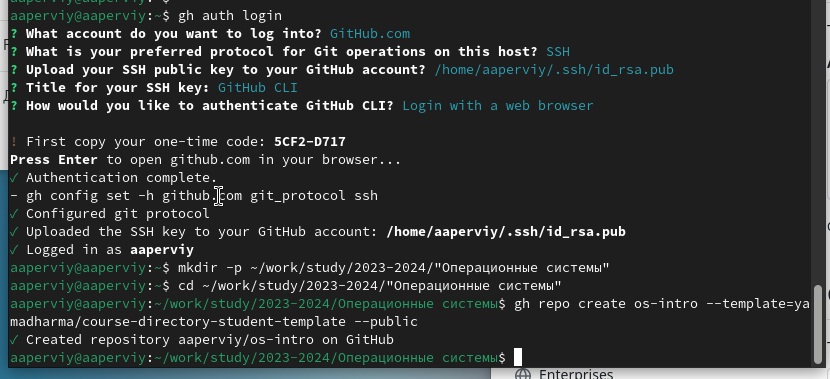 aaperviy@aaperviy:~$ gh auth login
? What account do you want to log into? GitHub.com
? What is your preferred protocol for Git operations on this host? SSH
? Upload your SSH public key to your GitHub account? /home/aaperviy/.ssh/id_rsa.pub
? Title for your SSH key: GitHub CLI
? How would you like to authenticate GitHub CLI? Login with a web browser
! First copy your one-time code: 5CF2-D717
Press Enter to open github.com in your browser...
✓ Authentication complete.
- gh config set -h github.com git_protocol ssh
✓ Configured git protocol
✓ Uploaded the SSH key to your GitHub account: /home/aaperviy/.ssh/id_rsa.pub
✓ Logged in as aaperviy
aaperviy@aaperviy:~$ mkdir -p ~/work/study/2023-2024/"Операционные системы"
aaperviy@aaperviy:~$ cd ~/work/study/2023-2024/"Операционные системы"
aaperviy@aaperviy:~/work/study/2023-2024/Операционные системы$ gh repo create os-intro --template=ya
madharma/course-directory-student-template --public
✓ Created repository aaperviy/os-intro on GitHub
aaperviy@aaperviy:~/work/study/2023-2024/Операционные системы$
Enterprises